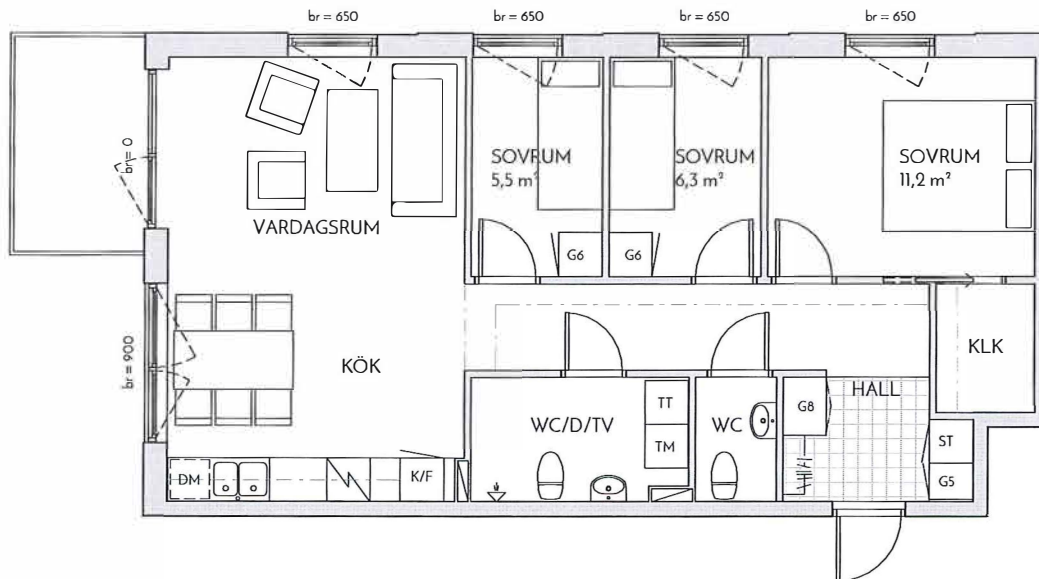 br = 650
br = 650
br = 650
br = 650
br = 0
SOVRUM
5,5 m²
SOVRUM
6,3 m²
SOVRUM
11,2 m²
VARDAGSRUM
G6
G6
br = 900
KÖK
KLK
HALL
TT
G8
WC/D/TV
WC
TM
ST
DM
K/F
G5